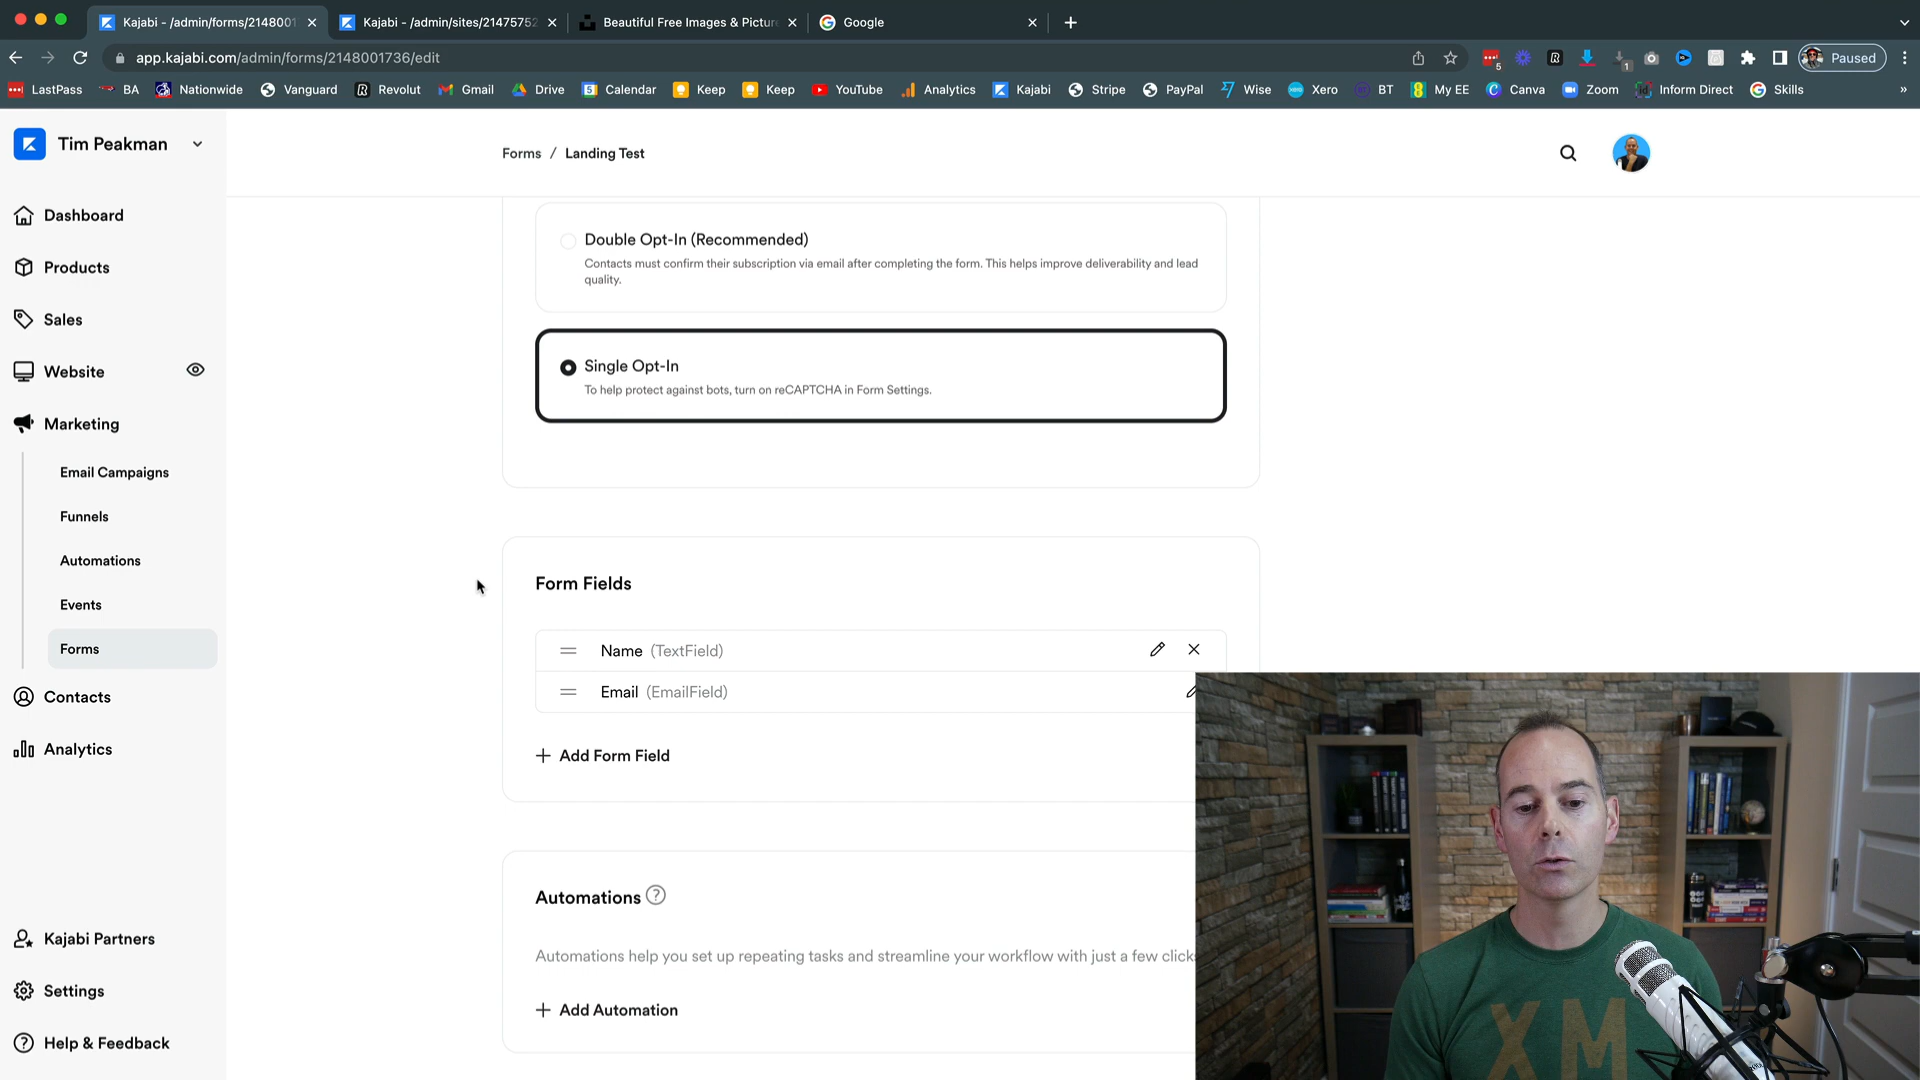 Kajabi - /admin/forms/2148001
Kajabi - /admin/sites/21475752
Beautiful Free Images & Pictur
Google
app.kajabi.com/admin/forms/2148001736/edit
5
1
Paused
LastPass
BA
Nationwide
Vanguard
Revolut
Gmail
Drive
Calendar
Keep
Keep
YouTube
Analytics
Kajabi
Stripe
PayPal
Wise
Xero
BT
My EE
Canva
Zoom
Inform Direct
Skills
»
Tim Peakman
Forms / Landing Test
Dashboard
Products
Sales
Website
Marketing
Email Campaigns
Funnels
Automations
Events
Forms
Contacts
Analytics
Kajabi Partners
Settings
Help & Feedback
Double Opt-In (Recommended)
Contacts must confirm their subscription via email after completing the form. This helps improve deliverability and lead
quality.
Single Opt-In
To help protect against bots, turn on reCAPTCHA in Form Settings.
Form Fields
Name (TextField)
Email (EmailField)
Add Form Field
Automations
Automations help you set up repeating tasks and streamline your workflow with just a few click
Add Automation
XM